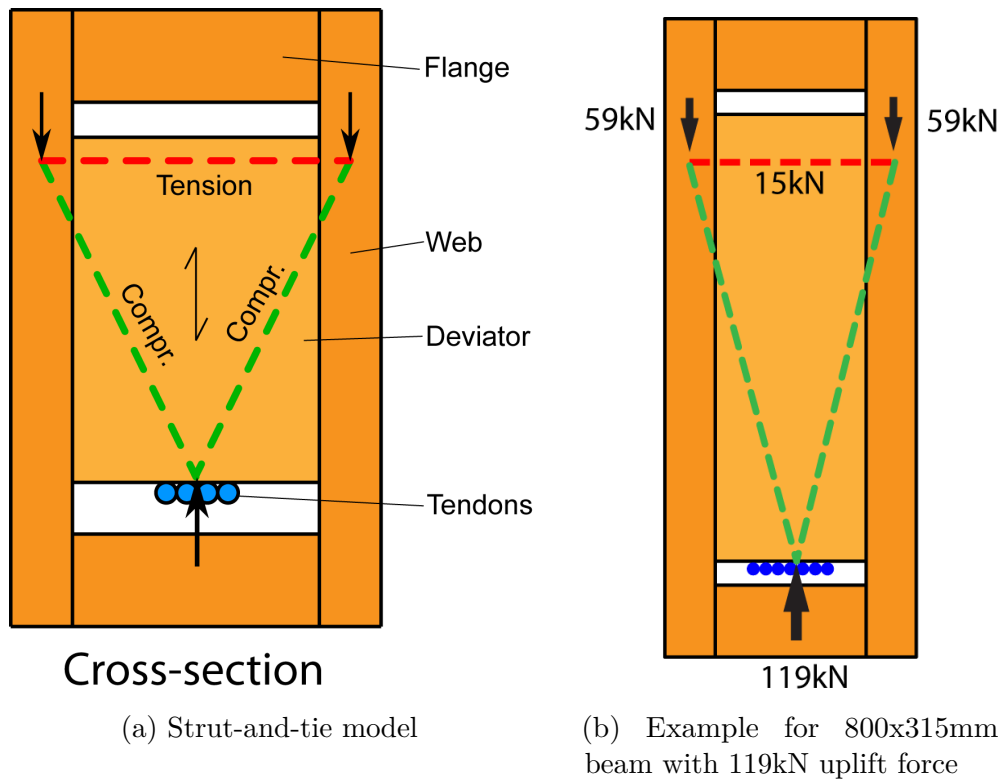 Flange
Tension
Web
Compr.
Compr.
Deviator
Tendons
Cross-section
(a) Strut-and-tie model
59kN
59kN
15kN
119kN
(b) Example for 800x315mm
beam with 119kN uplift force